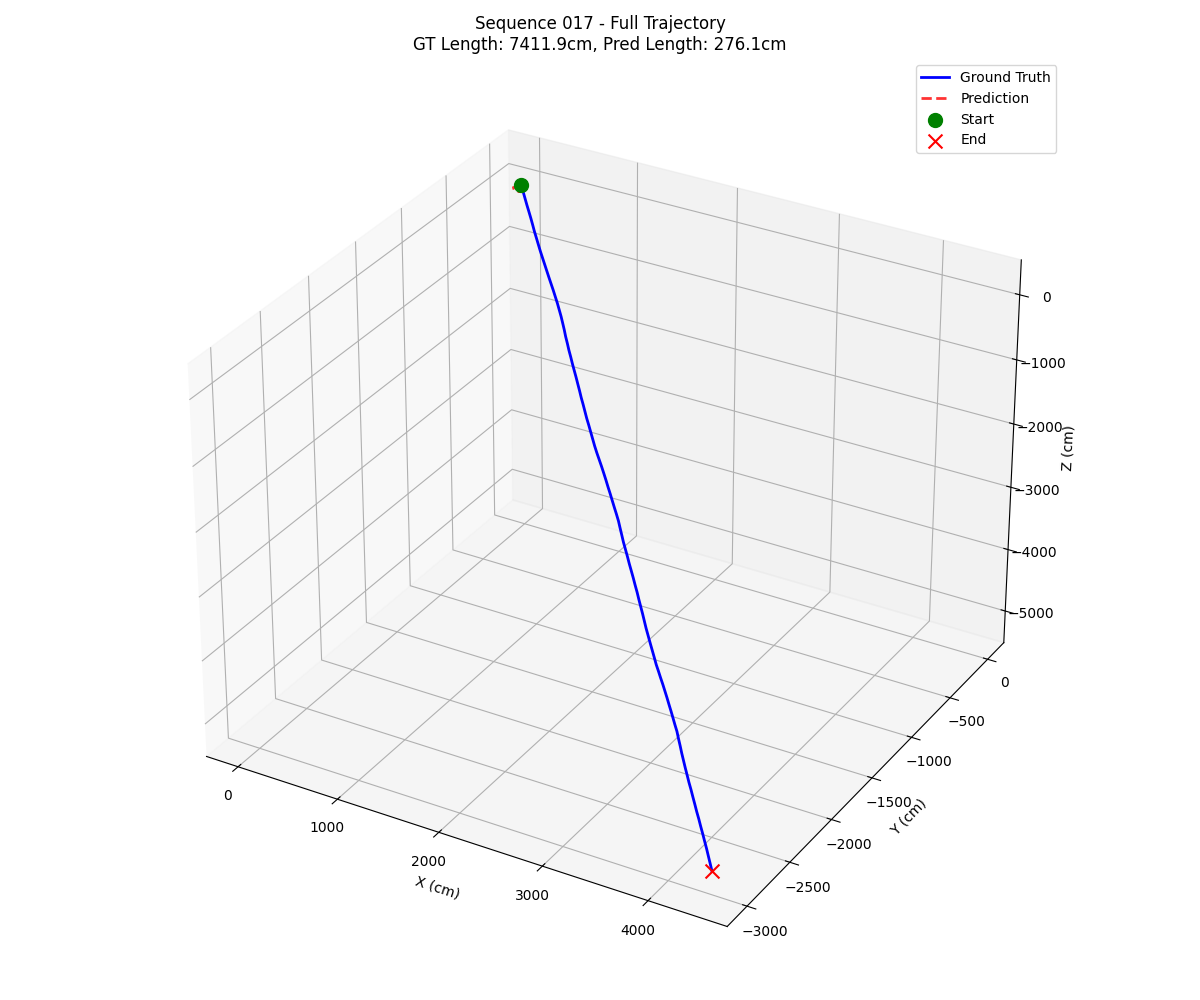 Sequence 017 - Full Trajectory
GT Length: 7411.9cm, Pred Length: 276.1cm
Ground Truth
Prediction
Start
End
0
−1000
−2000
−3000
−4000
−5000
Z (cm)
0
−500
−1000
−1500
−2000
−2500
−3000
Y (cm)
0
1000
2000
3000
4000
X (cm)